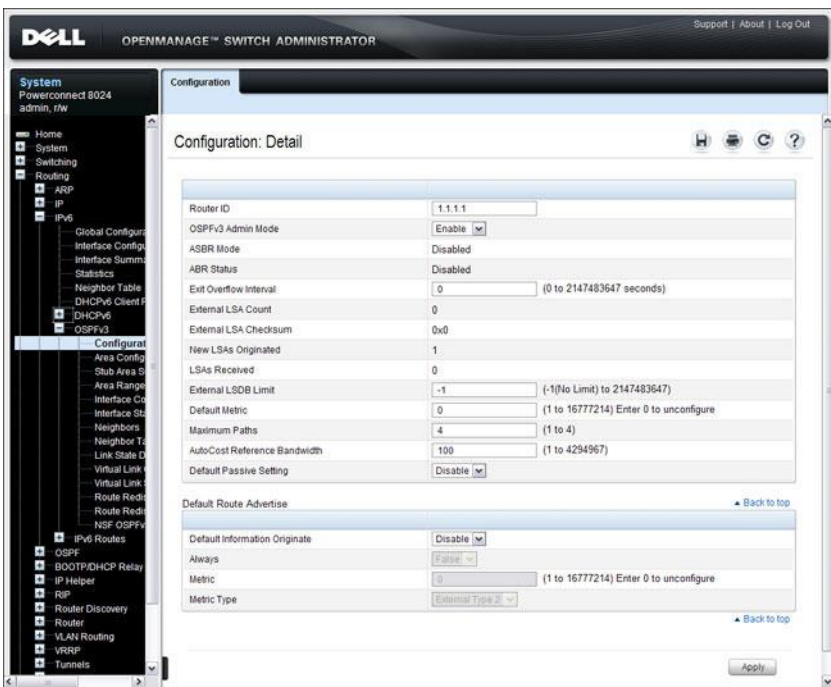 Support | About | Log Out
DELL OPENMANAGE™ SWITCH ADMINISTRATOR
System
Powerconnect 8024
admin, r/w
Home
System
Switching
Routing
ARP
IP
IPv6
Global Configura
Interface Configu
Interface Summa
Statistics
Neighbor Table
DHCPv6 Client P
DHCPv6
OSPFv3
Configurat
Area Config
Stub Area S
Area Range
Interface Co
Interface Sta
Neighbors
Neighbor Ta
Link State D
Virtual Link
Virtual Link
Route Redis
Route Redis
NSF OSPFv
IPv6 Routes
OSPF
BOOTP/DHCP Relay
IP Helper
RIP
Router Discovery
Router
VLAN Routing
VRRP
Tunnels
Configuration
Configuration: Detail
Router ID 1.1.1.1
OSPFv3 Admin Mode Enable
ASBR Mode Disabled
ABR Status Disabled
Exit Overflow Interval 0 (0 to 2147483647 seconds)
External LSA Count 0
External LSA Checksum 0x0
New LSAs Originated 1
LSAs Received 0
External LSDB Limit -1 (-1(No Limit) to 2147483647)
Default Metric 0 (1 to 16777214) Enter 0 to unconfigure
Maximum Paths 4 (1 to 4)
AutoCost Reference Bandwidth 100 (1 to 4294967)
Default Passive Setting Disable
Default Route Advertise Back to top
Default Information Originate Disable
Always False
Metric 0 (1 to 16777214) Enter 0 to unconfigure
Metric Type External Type 2
Back to top
Apply